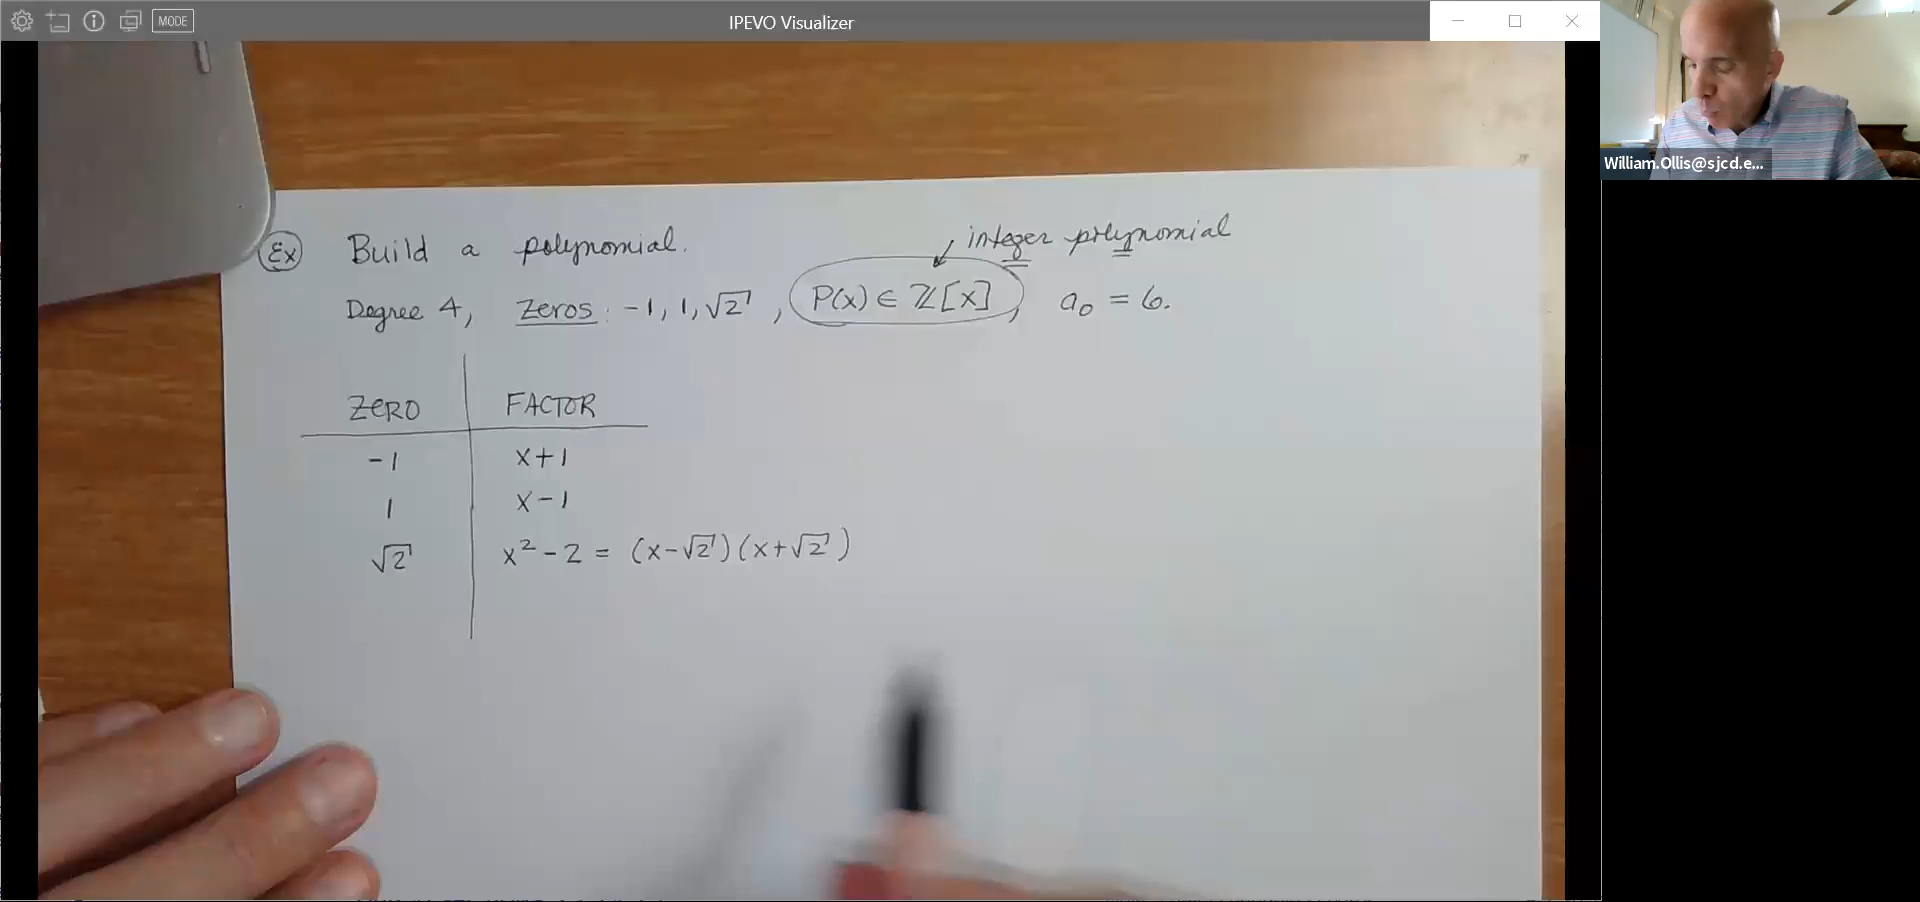 MODE
IPEVO Visualizer
William.Ollis@sjcd.e...
Ex Build a polynomial.
integer polynomial
Degree 4, Zeros: -1, 1, √2, P(x) ∈ ℤ[x], a₀ = 6.
ZERO FACTOR
-1 x+1
1 x-1
√2 x²-2 = (x-√2)(x+√2)